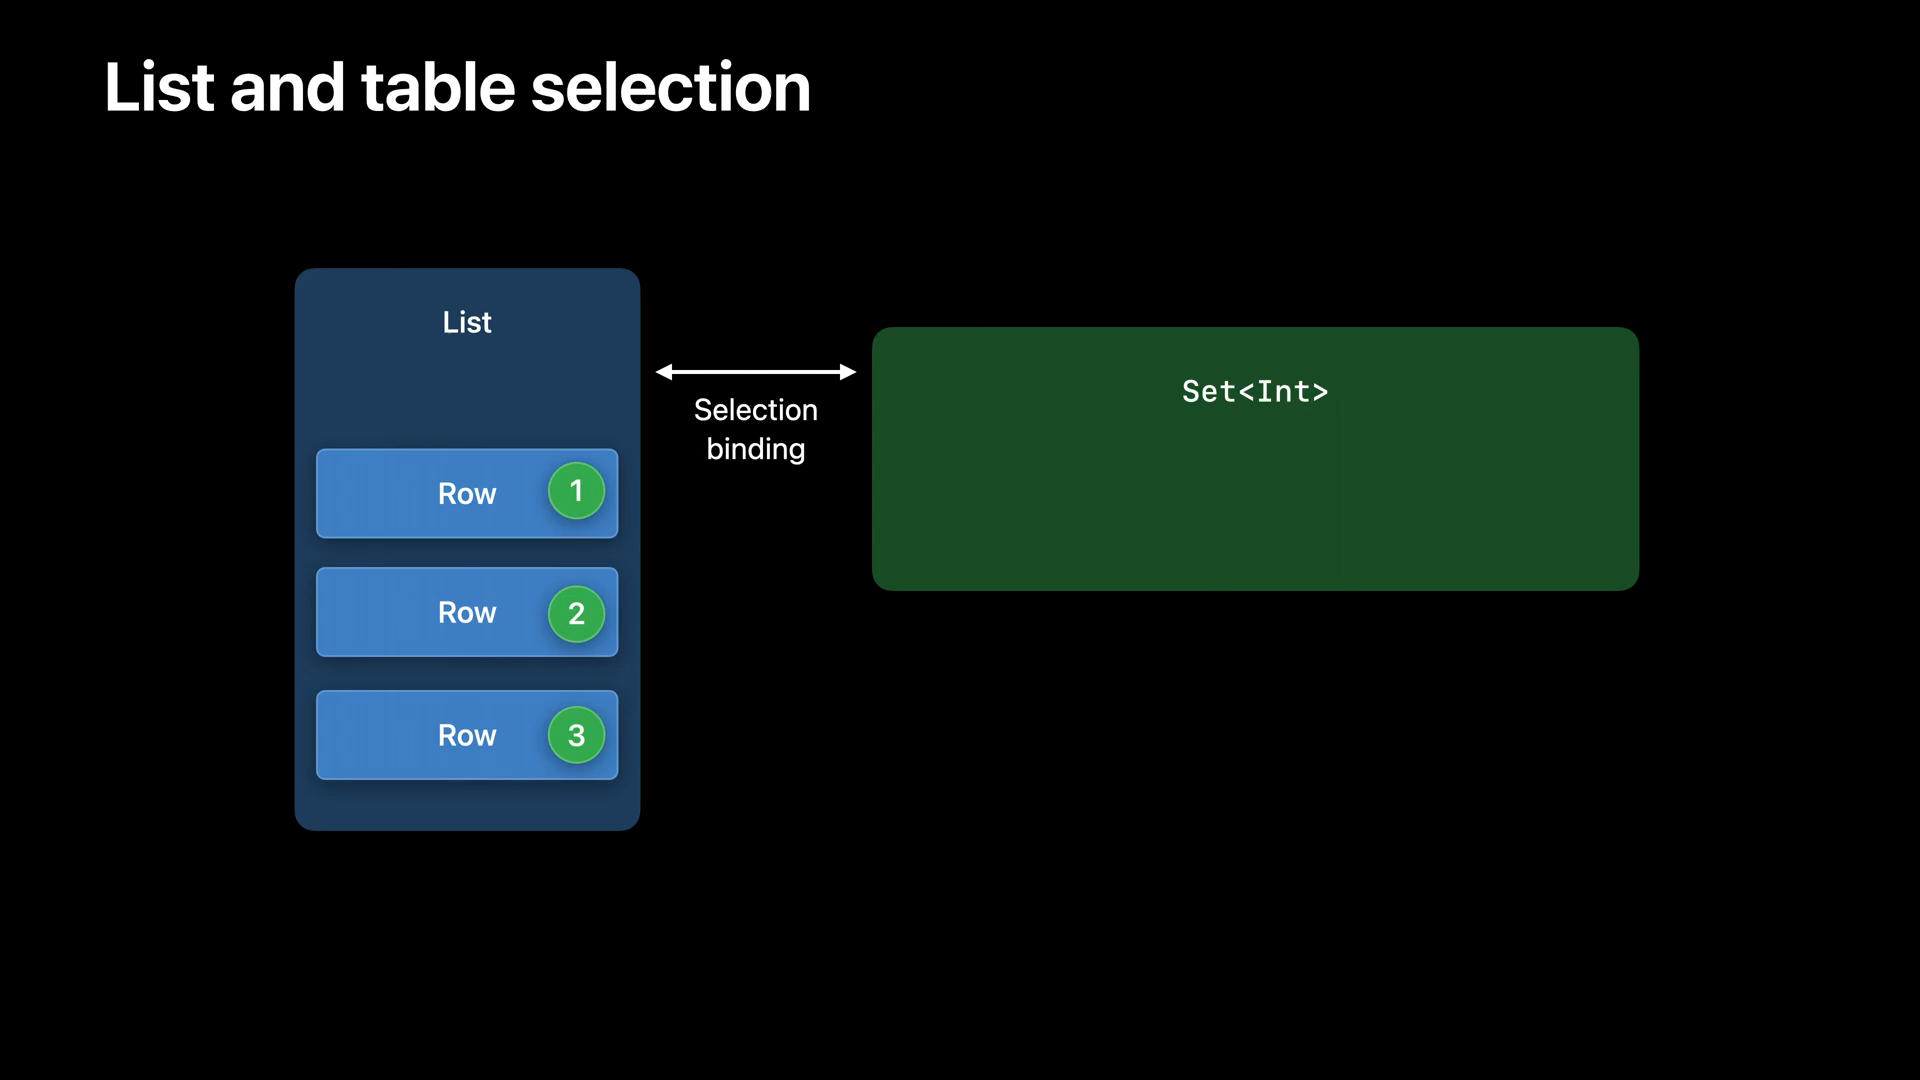 List and table selection
List
Selection
binding
Set<Int>
Row 1
Row 2
Row 3